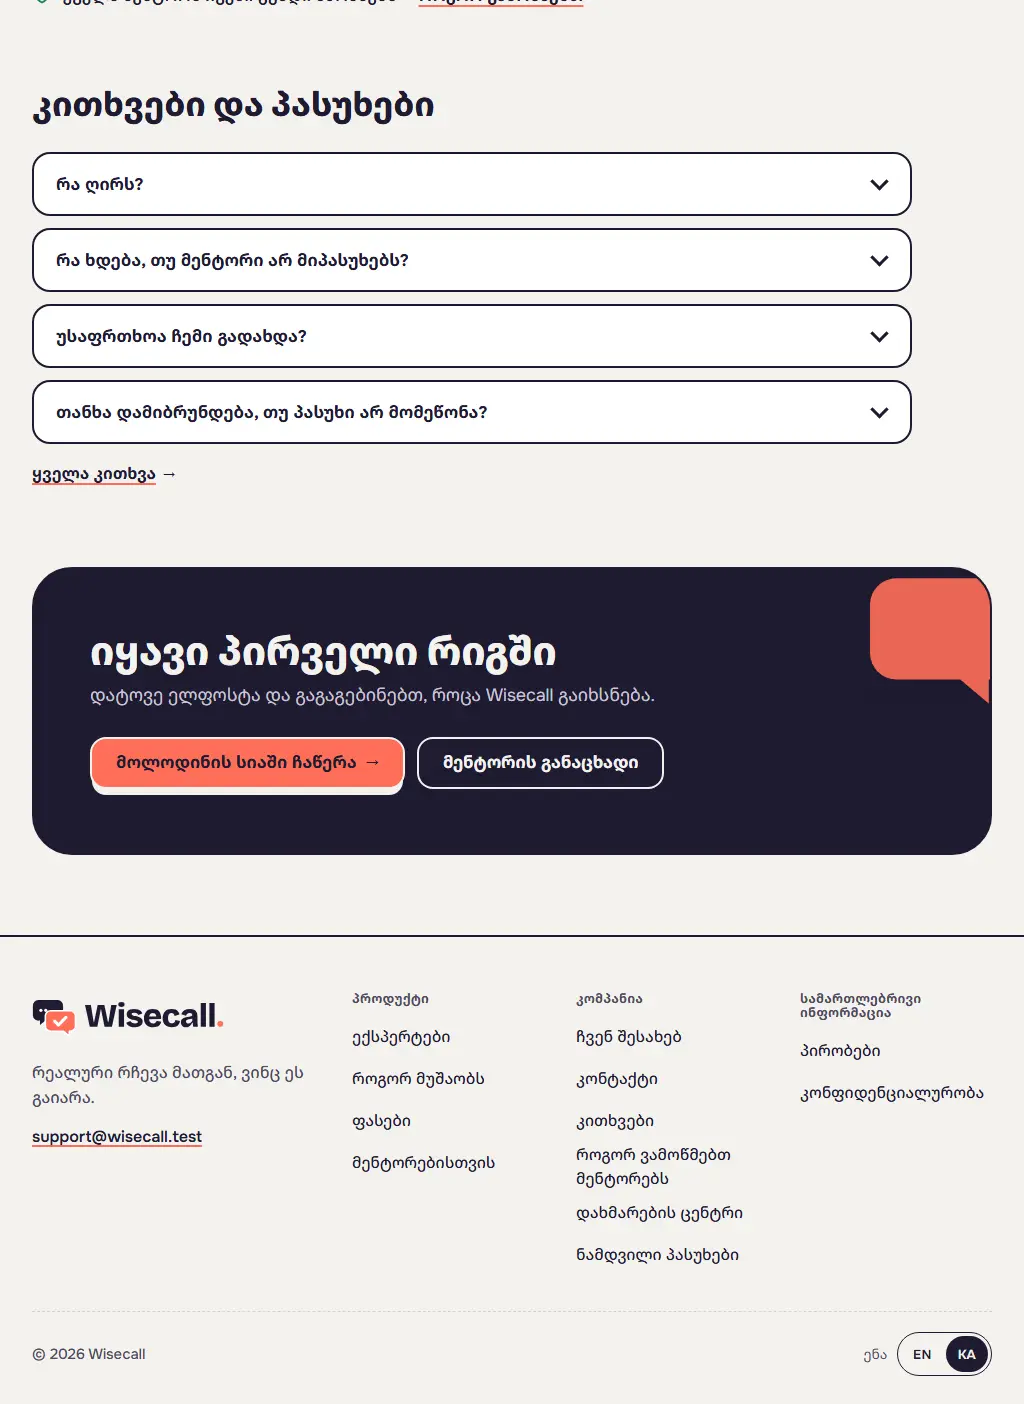 კითხვები და პასუხები
რა ღირს?
რა ხდება, თუ მენტორი არ მიპასუხებს?
უსაფრთხოა ჩემი გადახდა?
თანხა დამიბრუნდება, თუ პასუხი არ მომეწონა?
ყველა კითხვა →
იყავი პირველი რიგში
დატოვე ელფოსტა და გაგაგებინებთ, როცა Wisecall გაიხსნება.
მოლოდინის სიაში ჩაწერა →
მენტორის განაცხადი
Wisecall.
რეალური რჩევა მათგან, ვინც ეს
გაიარა.
support@wisecall.test
პროდუქტი
ექსპერტები
როგორ მუშაობს
ფასები
მენტორებისთვის
კომპანია
ჩვენ შესახებ
კონტაქტი
კითხვები
როგორ ვამოწმებთ
მენტორებს
დახმარების ცენტრი
ნამდვილი პასუხები
სამართლებრივი
ინფორმაცია
პირობები
კონფიდენციალურობა
© 2026 Wisecall
ენა
EN
KA